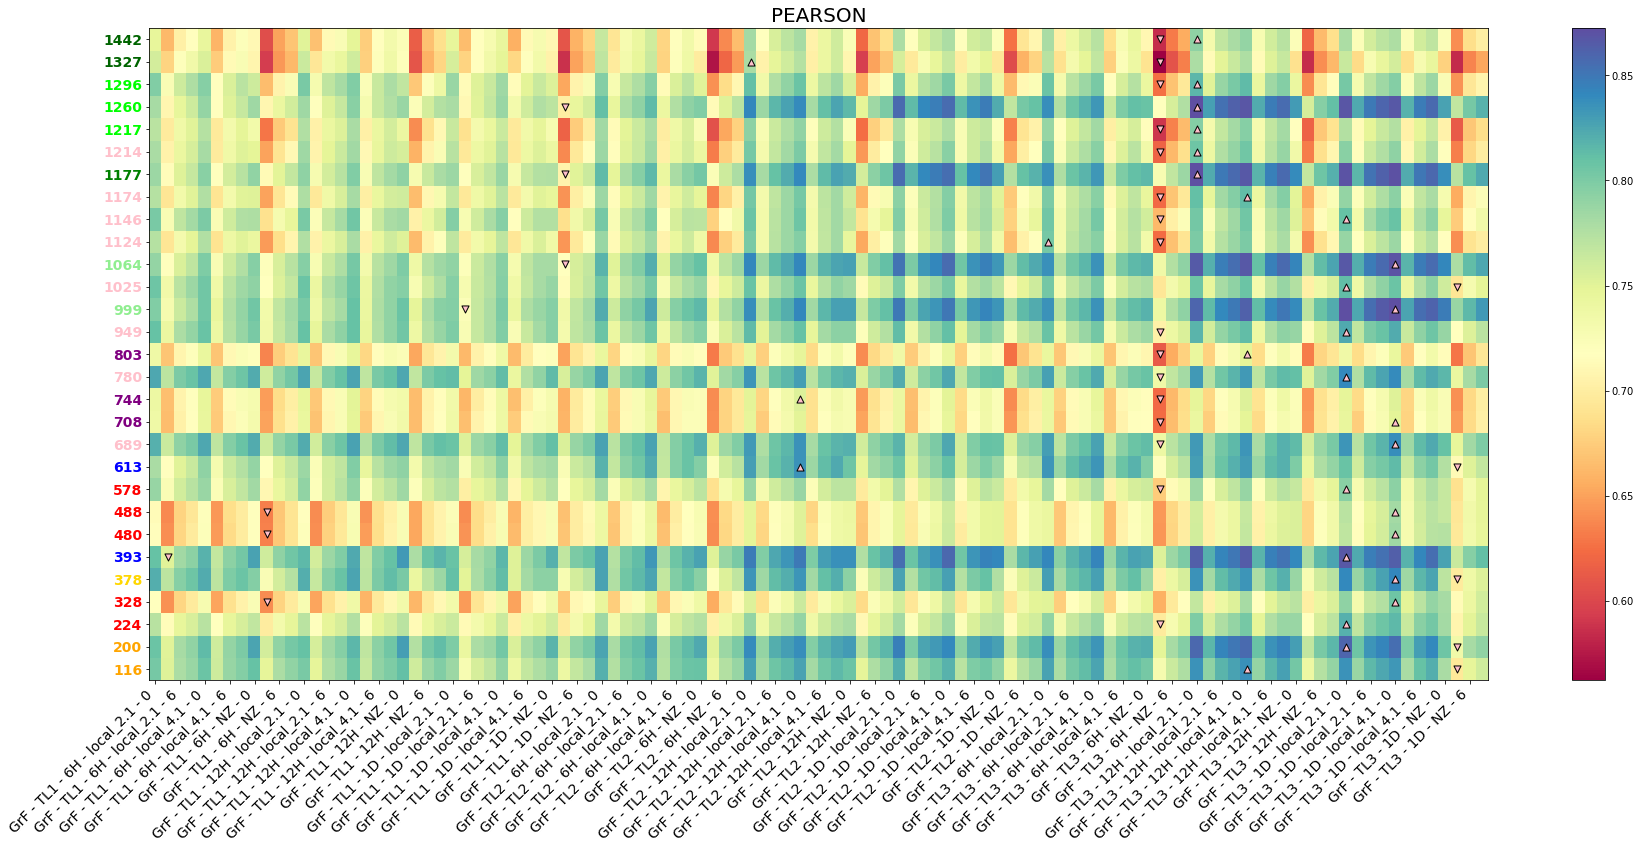 PEARSON
1442
1327
1296
1260
1217
1214
1177
1174
1146
1124
1064
1025
999
949
803
780
744
708
689
613
578
488
480
393
378
328
224
200
116
GrF - TL1 - 6H local_2.1 - 0
GrF - TL1 - 6H local_2.1 - 6
GrF - TL1 - 6H local_4.1 - 0
GrF - TL1 - 6H local_4.1 - 6
GrF - TL1 - 6H NZ - 0
GrF - TL1 - 6H NZ - 6
GrF - TL1 - 12H local_2.1 - 0
GrF - TL1 - 12H local_2.1 - 6
GrF - TL1 - 12H local_4.1 - 0
GrF - TL1 - 12H local_4.1 - 6
GrF - TL1 - 12H NZ - 0
GrF - TL1 - 12H NZ - 6
GrF - TL1 - 1D local_2.1 - 0
GrF - TL1 - 1D local_2.1 - 6
GrF - TL1 - 1D local_4.1 - 0
GrF - TL1 - 1D local_4.1 - 6
GrF - TL1 - 1D NZ - 0
GrF - TL1 - 1D NZ - 6
GrF - TL2 - 6H local_2.1 - 0
GrF - TL2 - 6H local_2.1 - 6
GrF - TL2 - 6H local_4.1 - 0
GrF - TL2 - 6H local_4.1 - 6
GrF - TL2 - 6H NZ - 0
GrF - TL2 - 6H NZ - 6
GrF - TL2 - 12H local_2.1 - 0
GrF - TL2 - 12H local_2.1 - 6
GrF - TL2 - 12H local_4.1 - 0
GrF - TL2 - 12H local_4.1 - 6
GrF - TL2 - 12H NZ - 0
GrF - TL2 - 12H NZ - 6
GrF - TL2 - 1D local_2.1 - 0
GrF - TL2 - 1D local_2.1 - 6
GrF - TL2 - 1D local_4.1 - 0
GrF - TL2 - 1D local_4.1 - 6
GrF - TL2 - 1D NZ - 0
GrF - TL2 - 1D NZ - 6
GrF - TL3 - 6H local_2.1 - 0
GrF - TL3 - 6H local_2.1 - 6
GrF - TL3 - 6H local_4.1 - 0
GrF - TL3 - 6H local_4.1 - 6
GrF - TL3 - 6H NZ - 0
GrF - TL3 - 6H NZ - 6
GrF - TL3 - 12H local_2.1 - 0
GrF - TL3 - 12H local_2.1 - 6
GrF - TL3 - 12H local_4.1 - 0
GrF - TL3 - 12H local_4.1 - 6
GrF - TL3 - 12H NZ - 0
GrF - TL3 - 12H NZ - 6
GrF - TL3 - 1D local_2.1 - 0
GrF - TL3 - 1D local_2.1 - 6
GrF - TL3 - 1D local_4.1 - 0
GrF - TL3 - 1D local_4.1 - 6
GrF - TL3 - 1D NZ - 0
GrF - TL3 - 1D NZ - 6
0.85
0.80
0.75
0.70
0.65
0.60